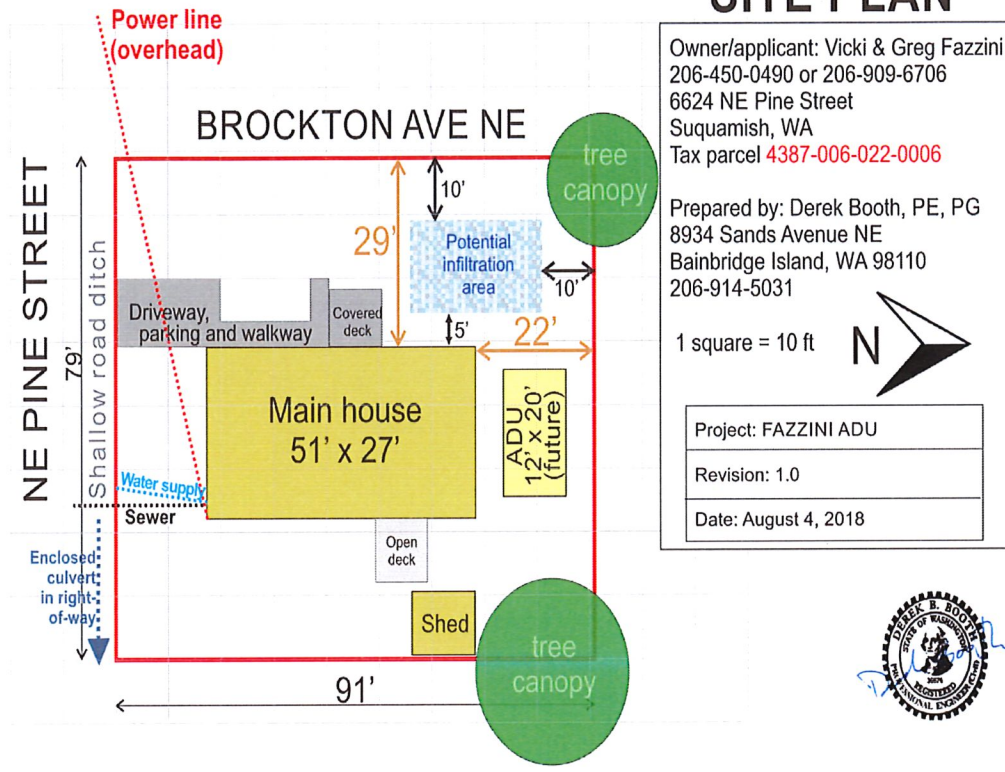 SITE PLAN
Power line
(overhead)
BROCKTON AVE NE
NE PINE STREET
79'
Shallow road ditch
tree
canopy
10'
29'
Potential
infiltration
area
10'
5'
22'
Driveway,
parking and walkway
Covered
deck
Main house
51' x 27'
ADU
12' x 20'
(future)
Water supply
Sewer
Enclosed
culvert
in right-
of-way
Open
deck
Shed
tree
canopy
91'
Owner/applicant: Vicki & Greg Fazzini
206-450-0490 or 206-909-6706
6624 NE Pine Street
Suquamish, WA
Tax parcel 4387-006-022-0006
Prepared by: Derek Booth, PE, PG
8934 Sands Avenue NE
Bainbridge Island, WA 98110
206-914-5031
1 square = 10 ft
N
Project: FAZZINI ADU
Revision: 1.0
Date: August 4, 2018
DEREK B. BOOTH
STATE OF WASHINGTON
REGISTERED
PROFESSIONAL ENGINEER (Civil)